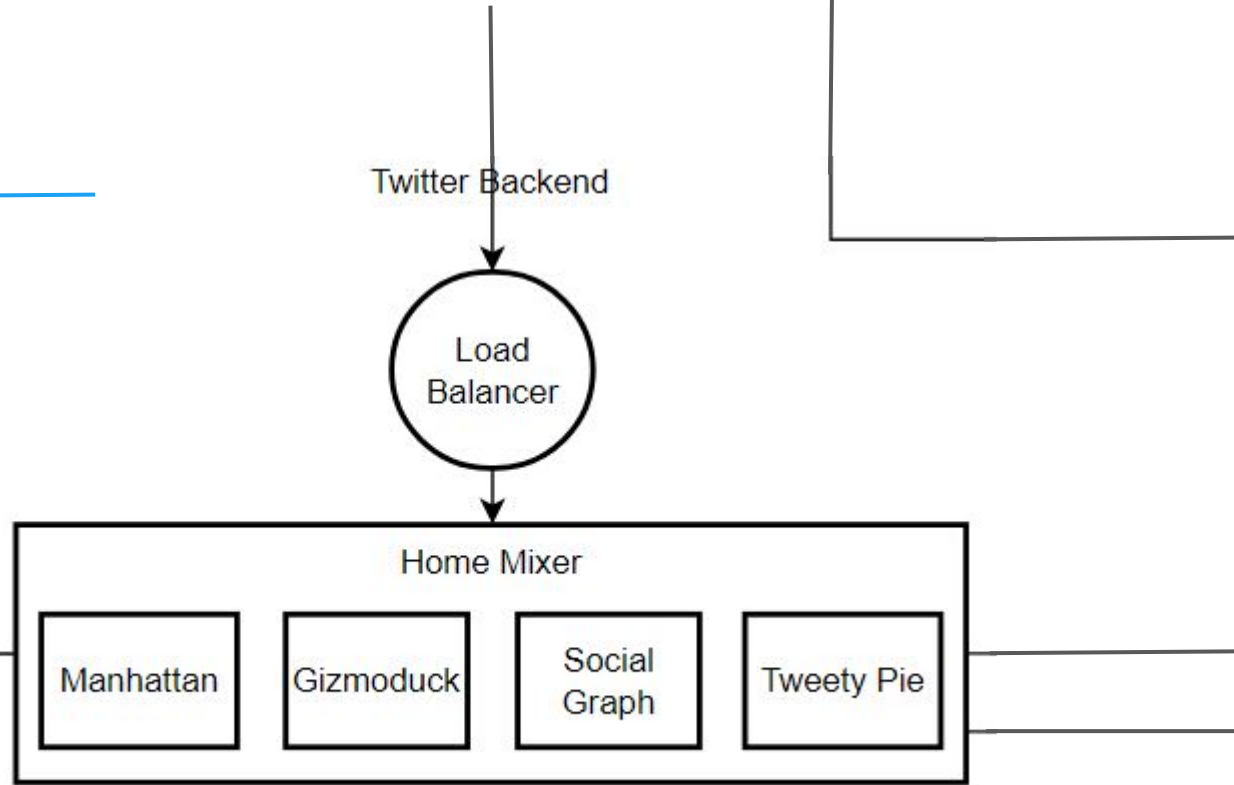 Twitter Backend
Load
Balancer
Home Mixer
Manhattan
Gizmoduck
Social
Graph
Tweety Pie